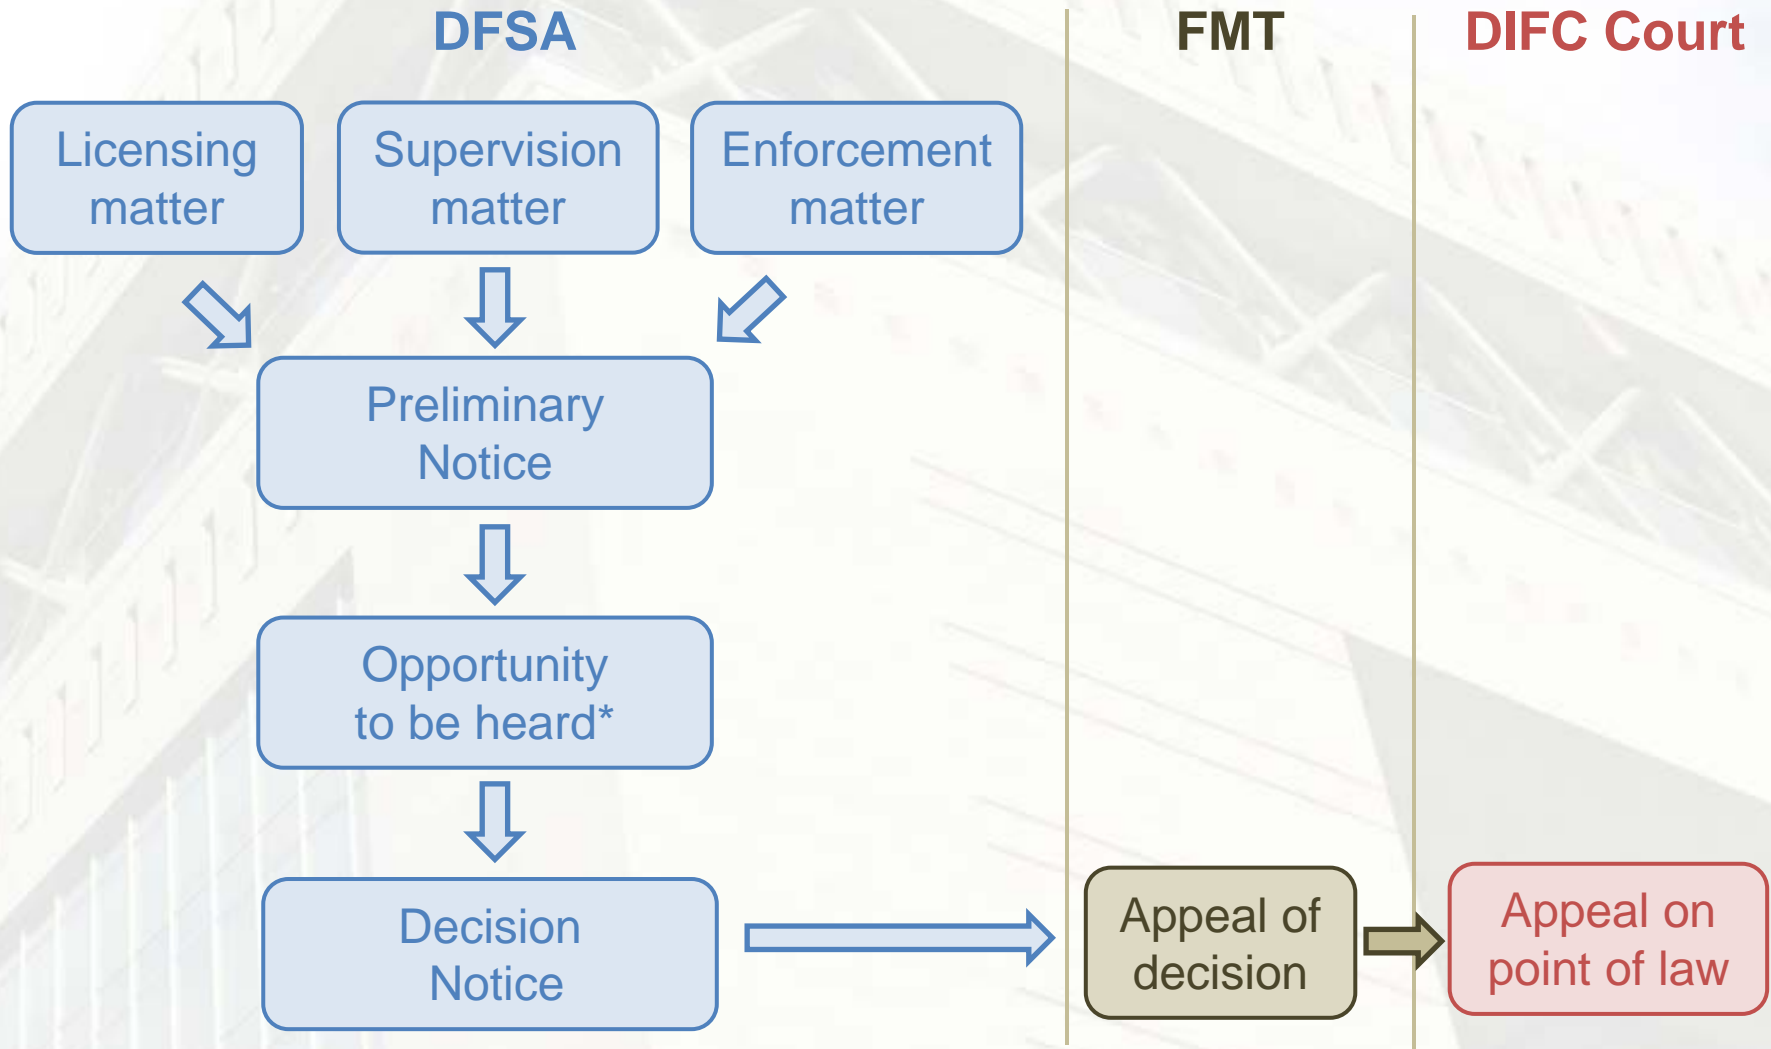 DFSA
FMT
DIFC Court
Licensing
matter
Supervision
matter
Enforcement
matter
Preliminary
Notice
Opportunity
to be heard*
Decision
Notice
Appeal of
decision
Appeal on
point of law